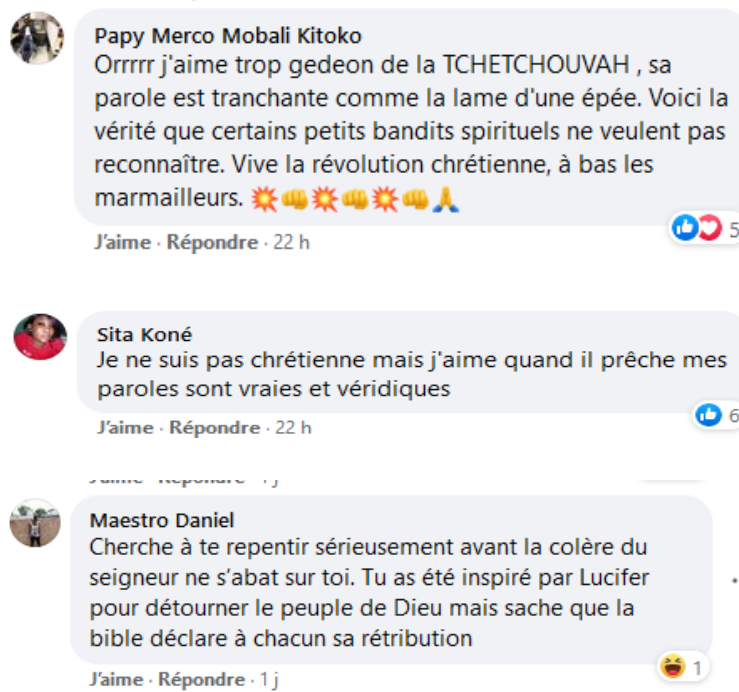 Papy Merco Mobali Kitoko
Orrrrr j'aime trop gedeon de la TCHETCHOUVAH , sa
parole est tranchante comme la lame d'une épée. Voici la
vérité que certains petits bandits spirituels ne veulent pas
reconnaître. Vive la révolution chrétienne, à bas les
marmailleurs. 💥👊💥👊💥👊🙏
5
J'aime · Répondre · 22 h
Sita Koné
Je ne suis pas chrétienne mais j'aime quand il prêche mes
paroles sont vraies et véridiques
6
J'aime · Répondre · 22 h
J'aime · Répondre · 1 j
Maestro Daniel
Cherche à te repentir sérieusement avant la colère du
seigneur ne s'abat sur toi. Tu as été inspiré par Lucifer
pour détourner le peuple de Dieu mais sache que la
bible déclare à chacun sa rétribution
1
J'aime · Répondre · 1 j